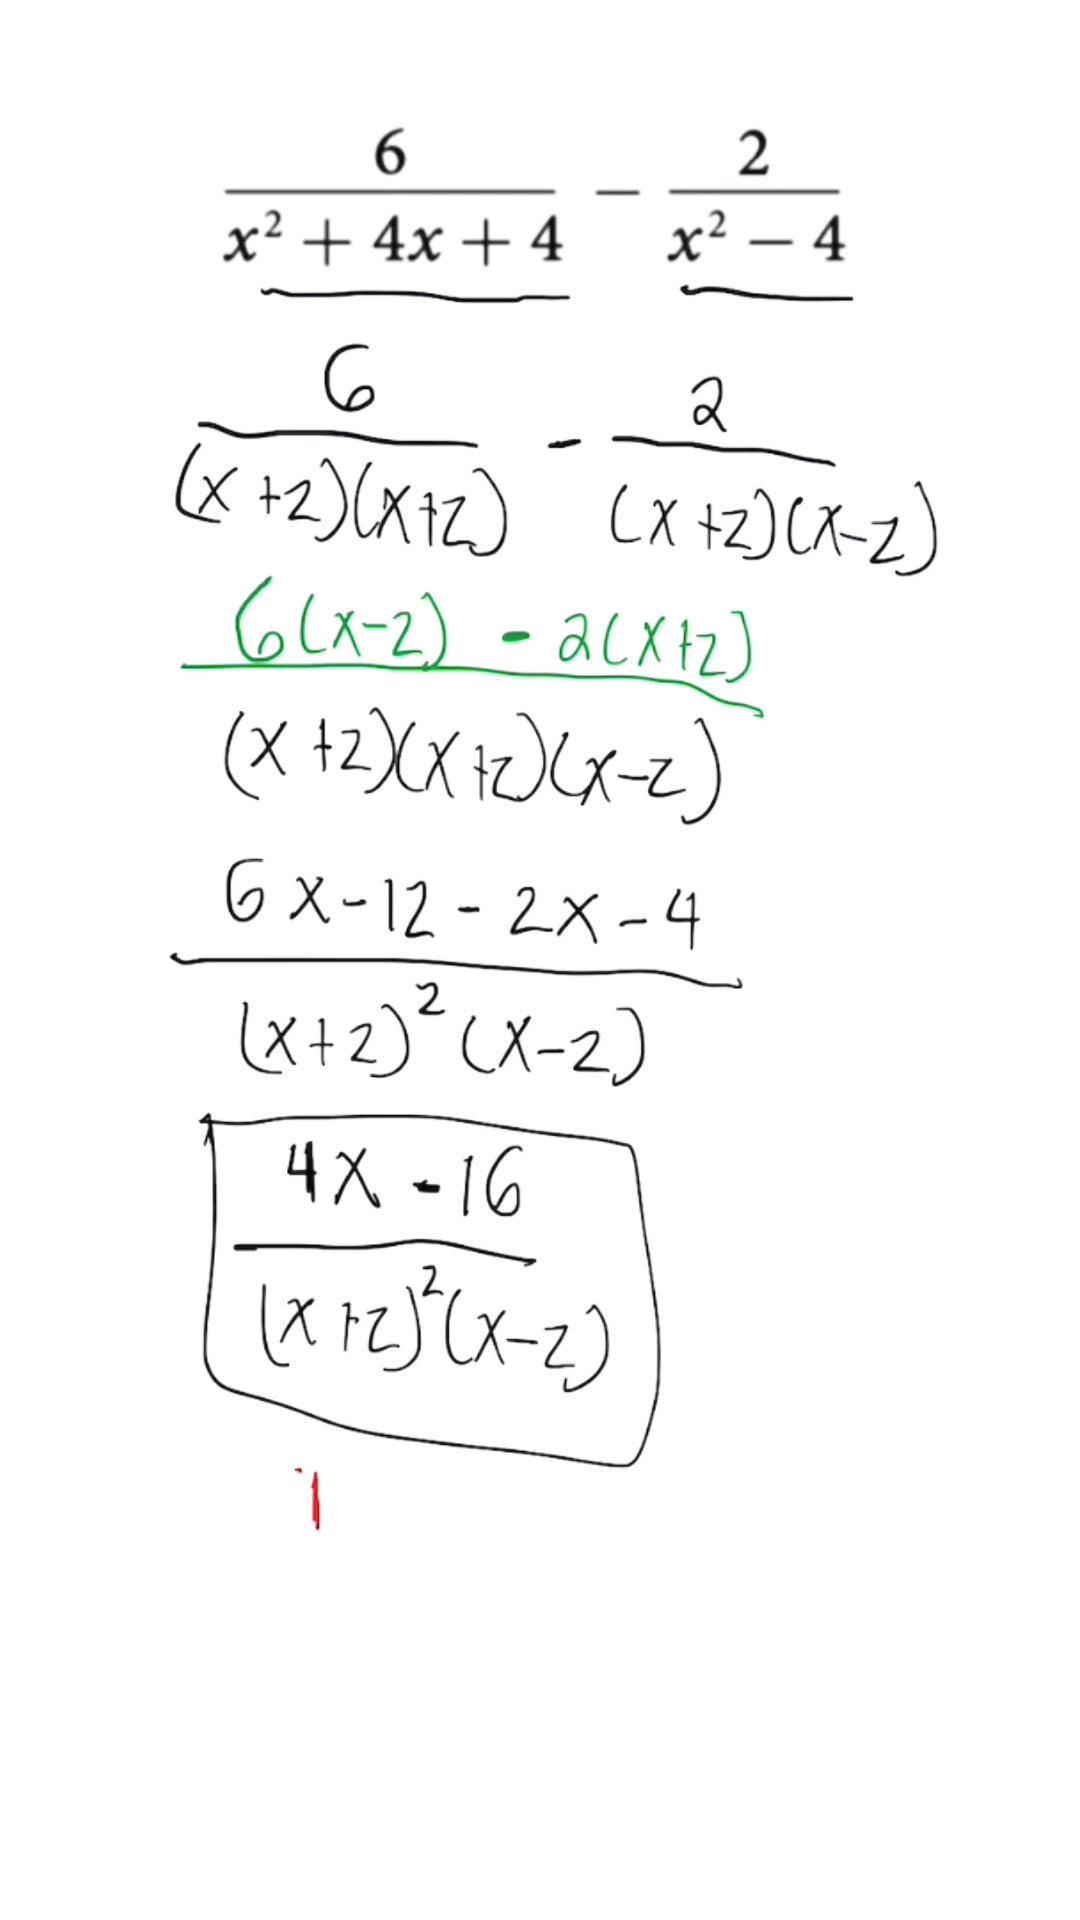 6/(x² + 4x + 4) − 2/(x² − 4)
6/((x+2)(x+2)) - 2/((x+2)(x-2))
(6(x-2) - 2(x+2))/((x+2)(x+2)(x-2))
(6x-12-2x-4)/((x+2)²(x-2))
(4x-16)/((x+2)²(x-2))